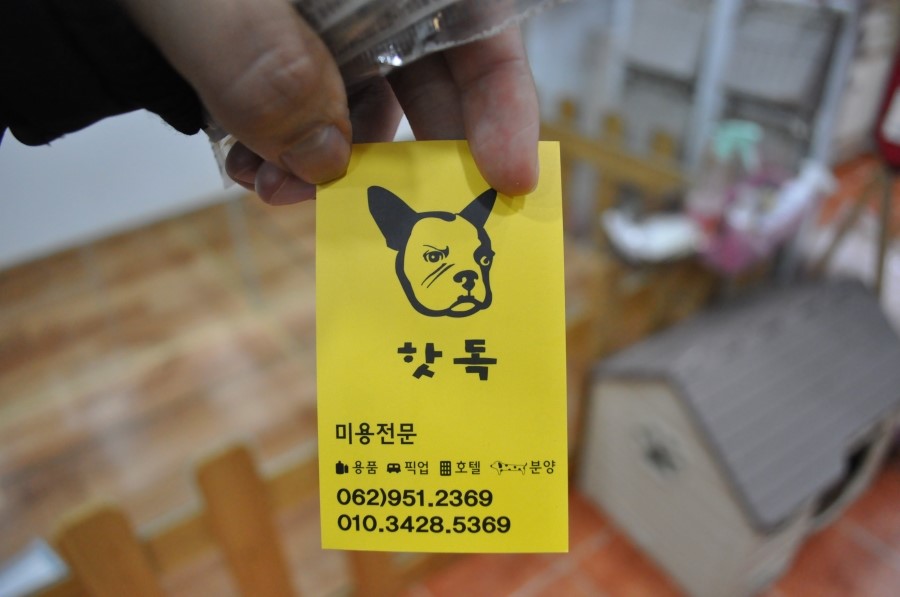 핫독
미용전문
용품 픽업 호텔 분양
062)951.2369
010.3428.5369